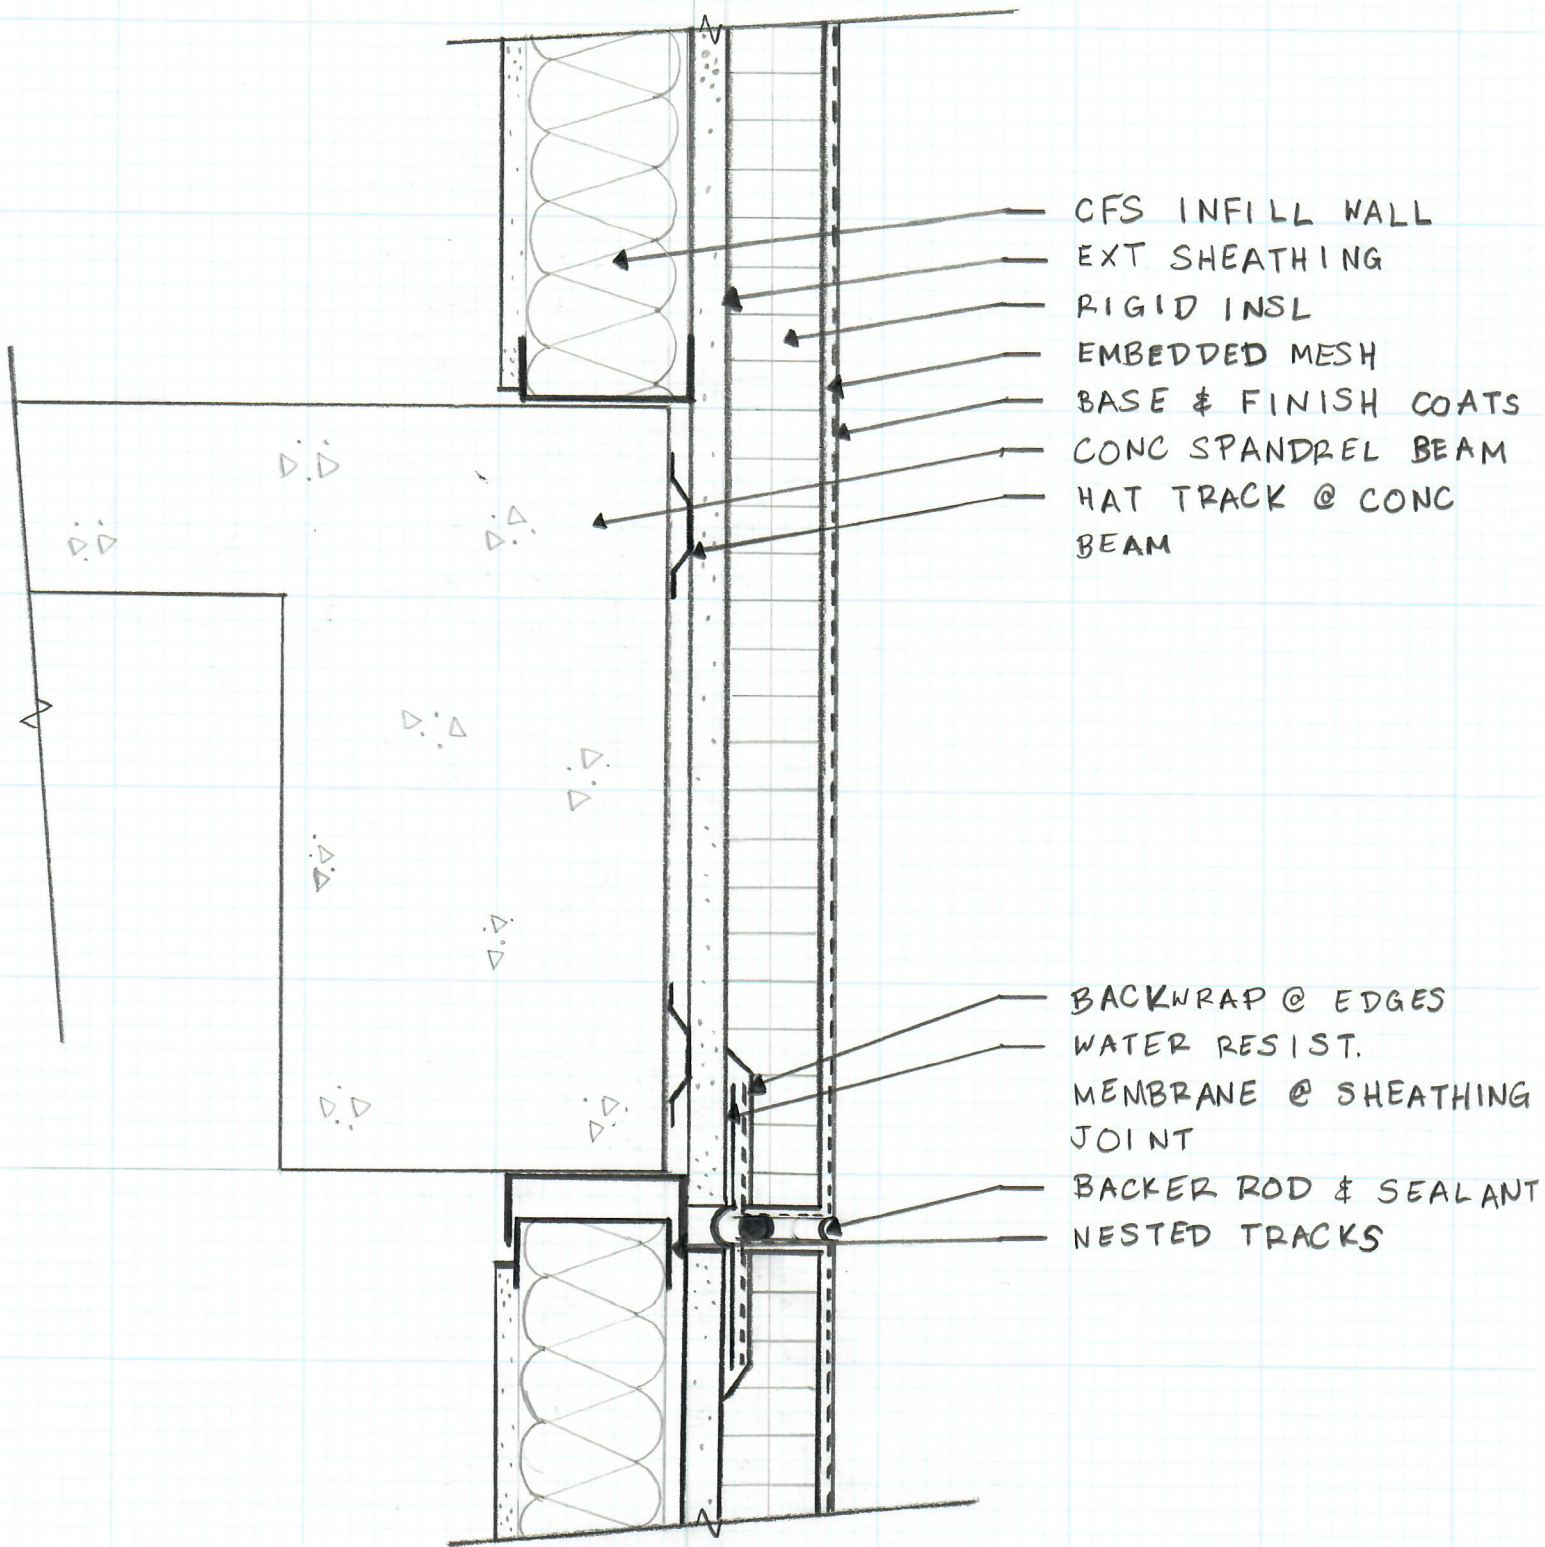 CFS INFILL WALL
EXT SHEATHING
RIGID INSL
EMBEDDED MESH
BASE & FINISH COATS
CONC SPANDREL BEAM
HAT TRACK @ CONC
BEAM
BACKWRAP @ EDGES
WATER RESIST.
MEMBRANE @ SHEATHING
JOINT
BACKER ROD & SEALANT
NESTED TRACKS